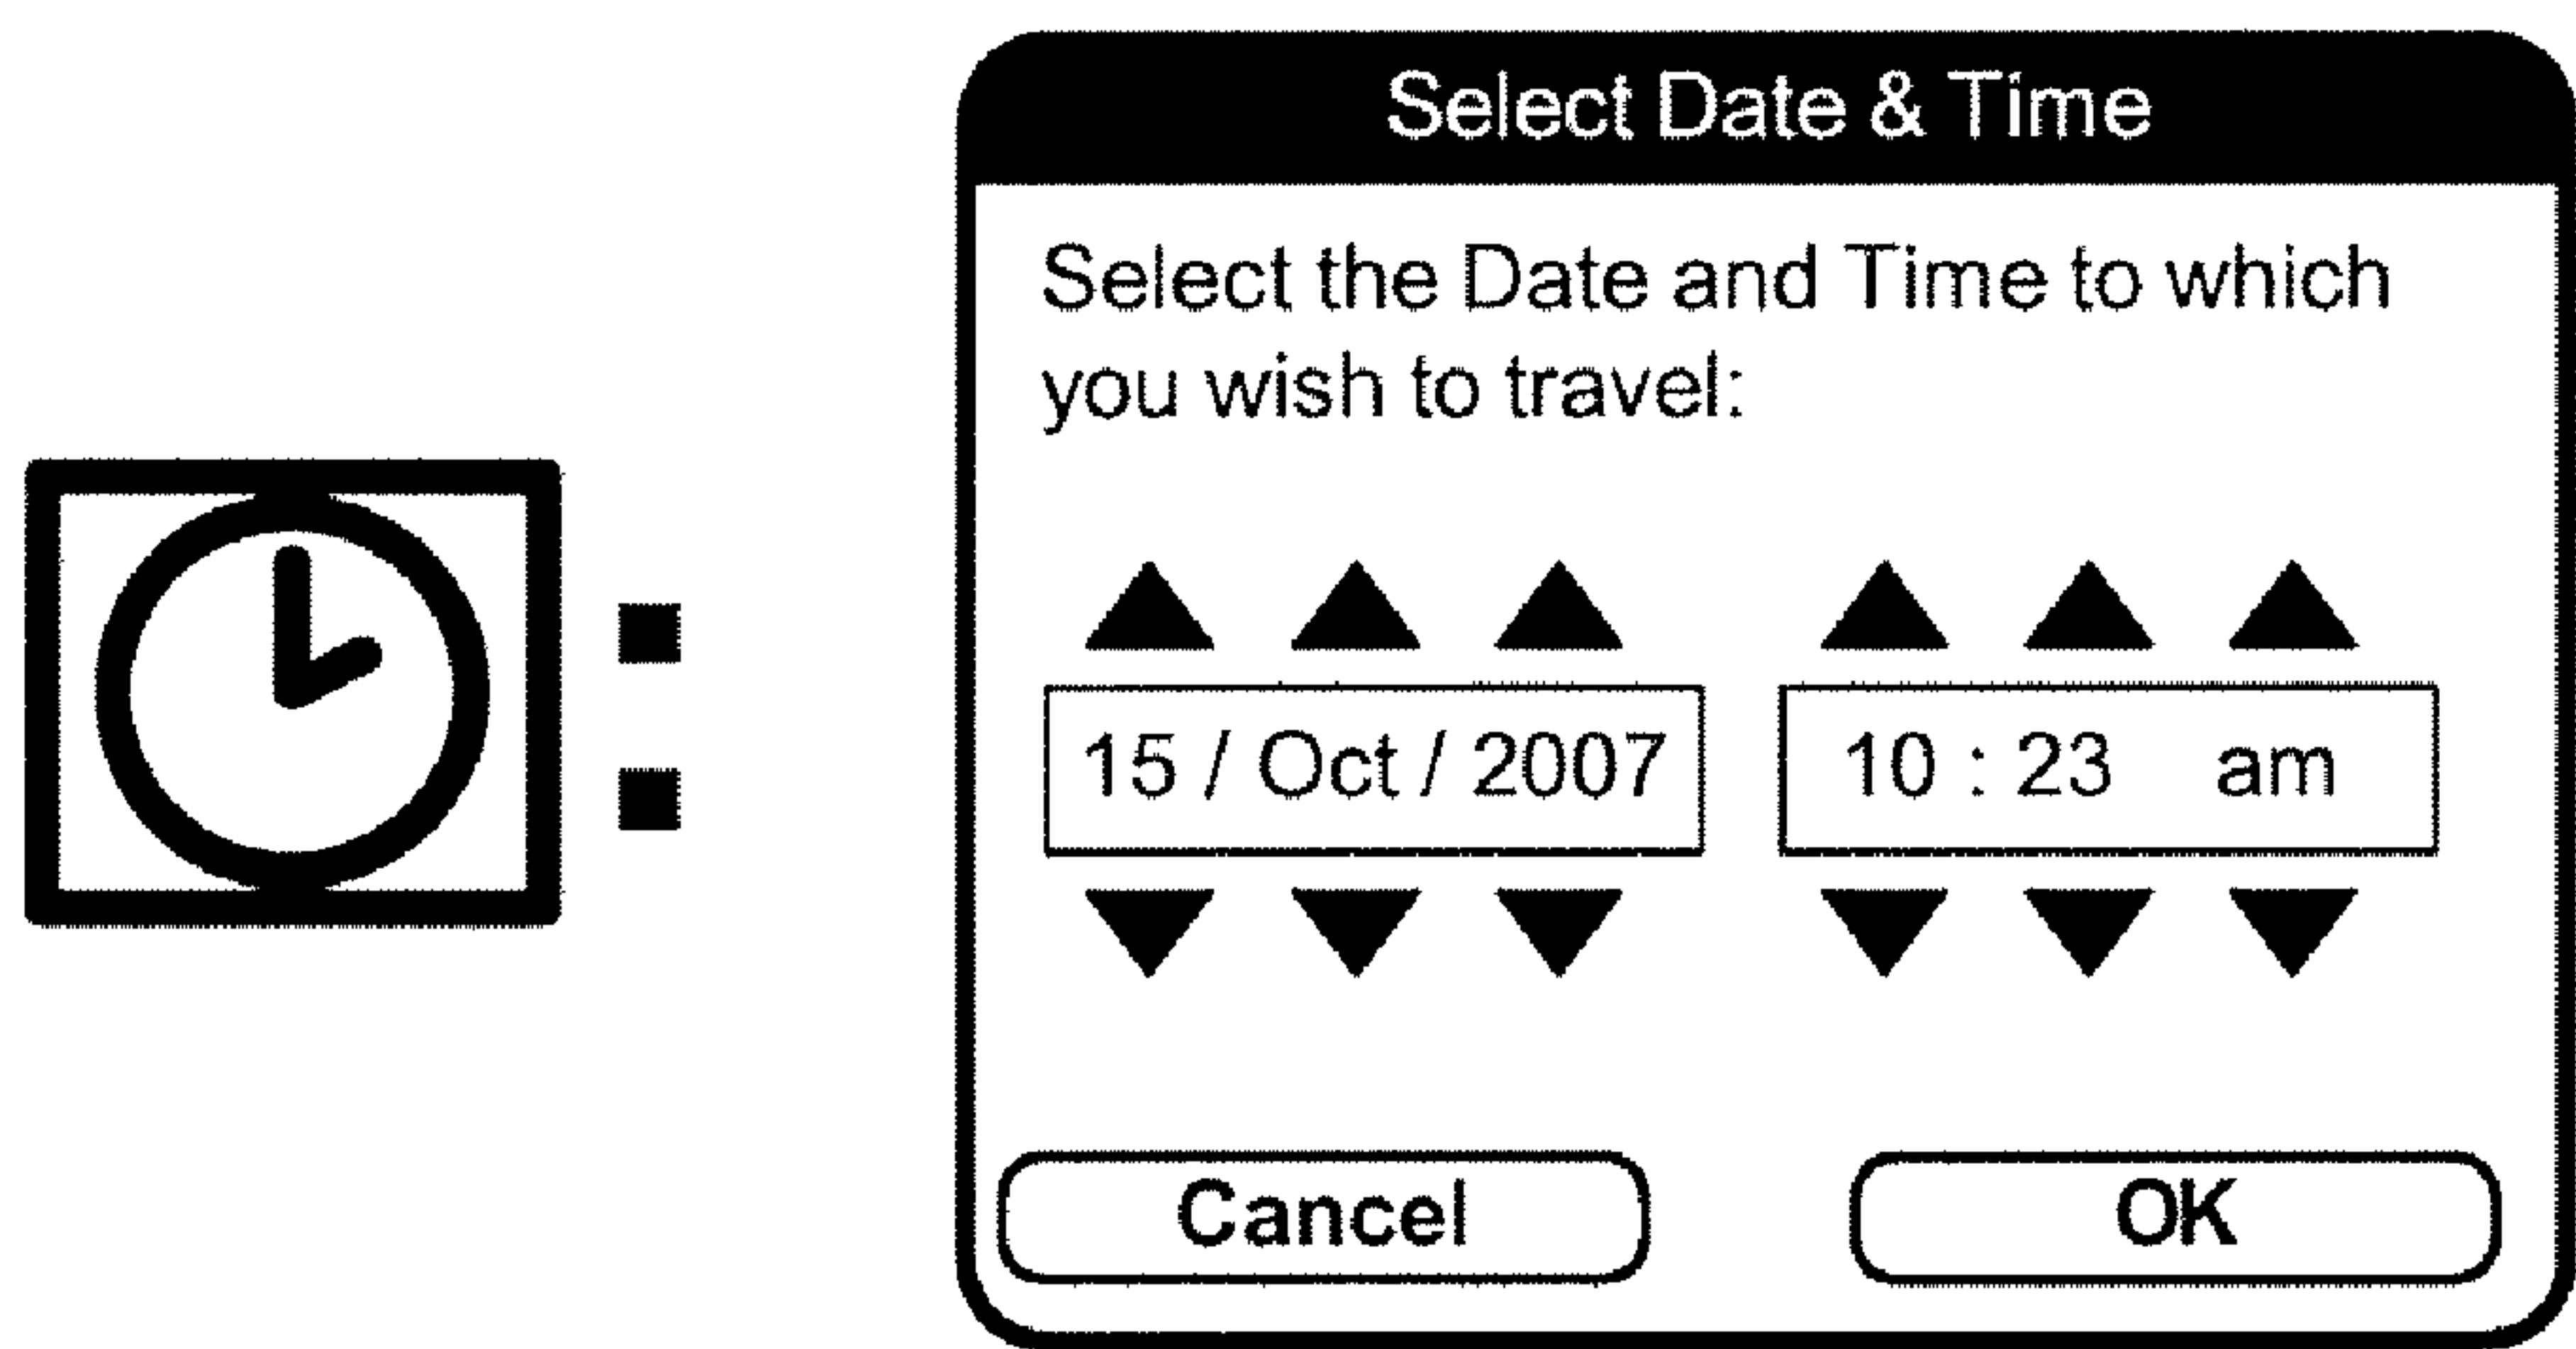 Select Date & Time
Select the Date and Time to which
you wish to travel:
15 / Oct / 2007 10 : 23 am
Cancel OK